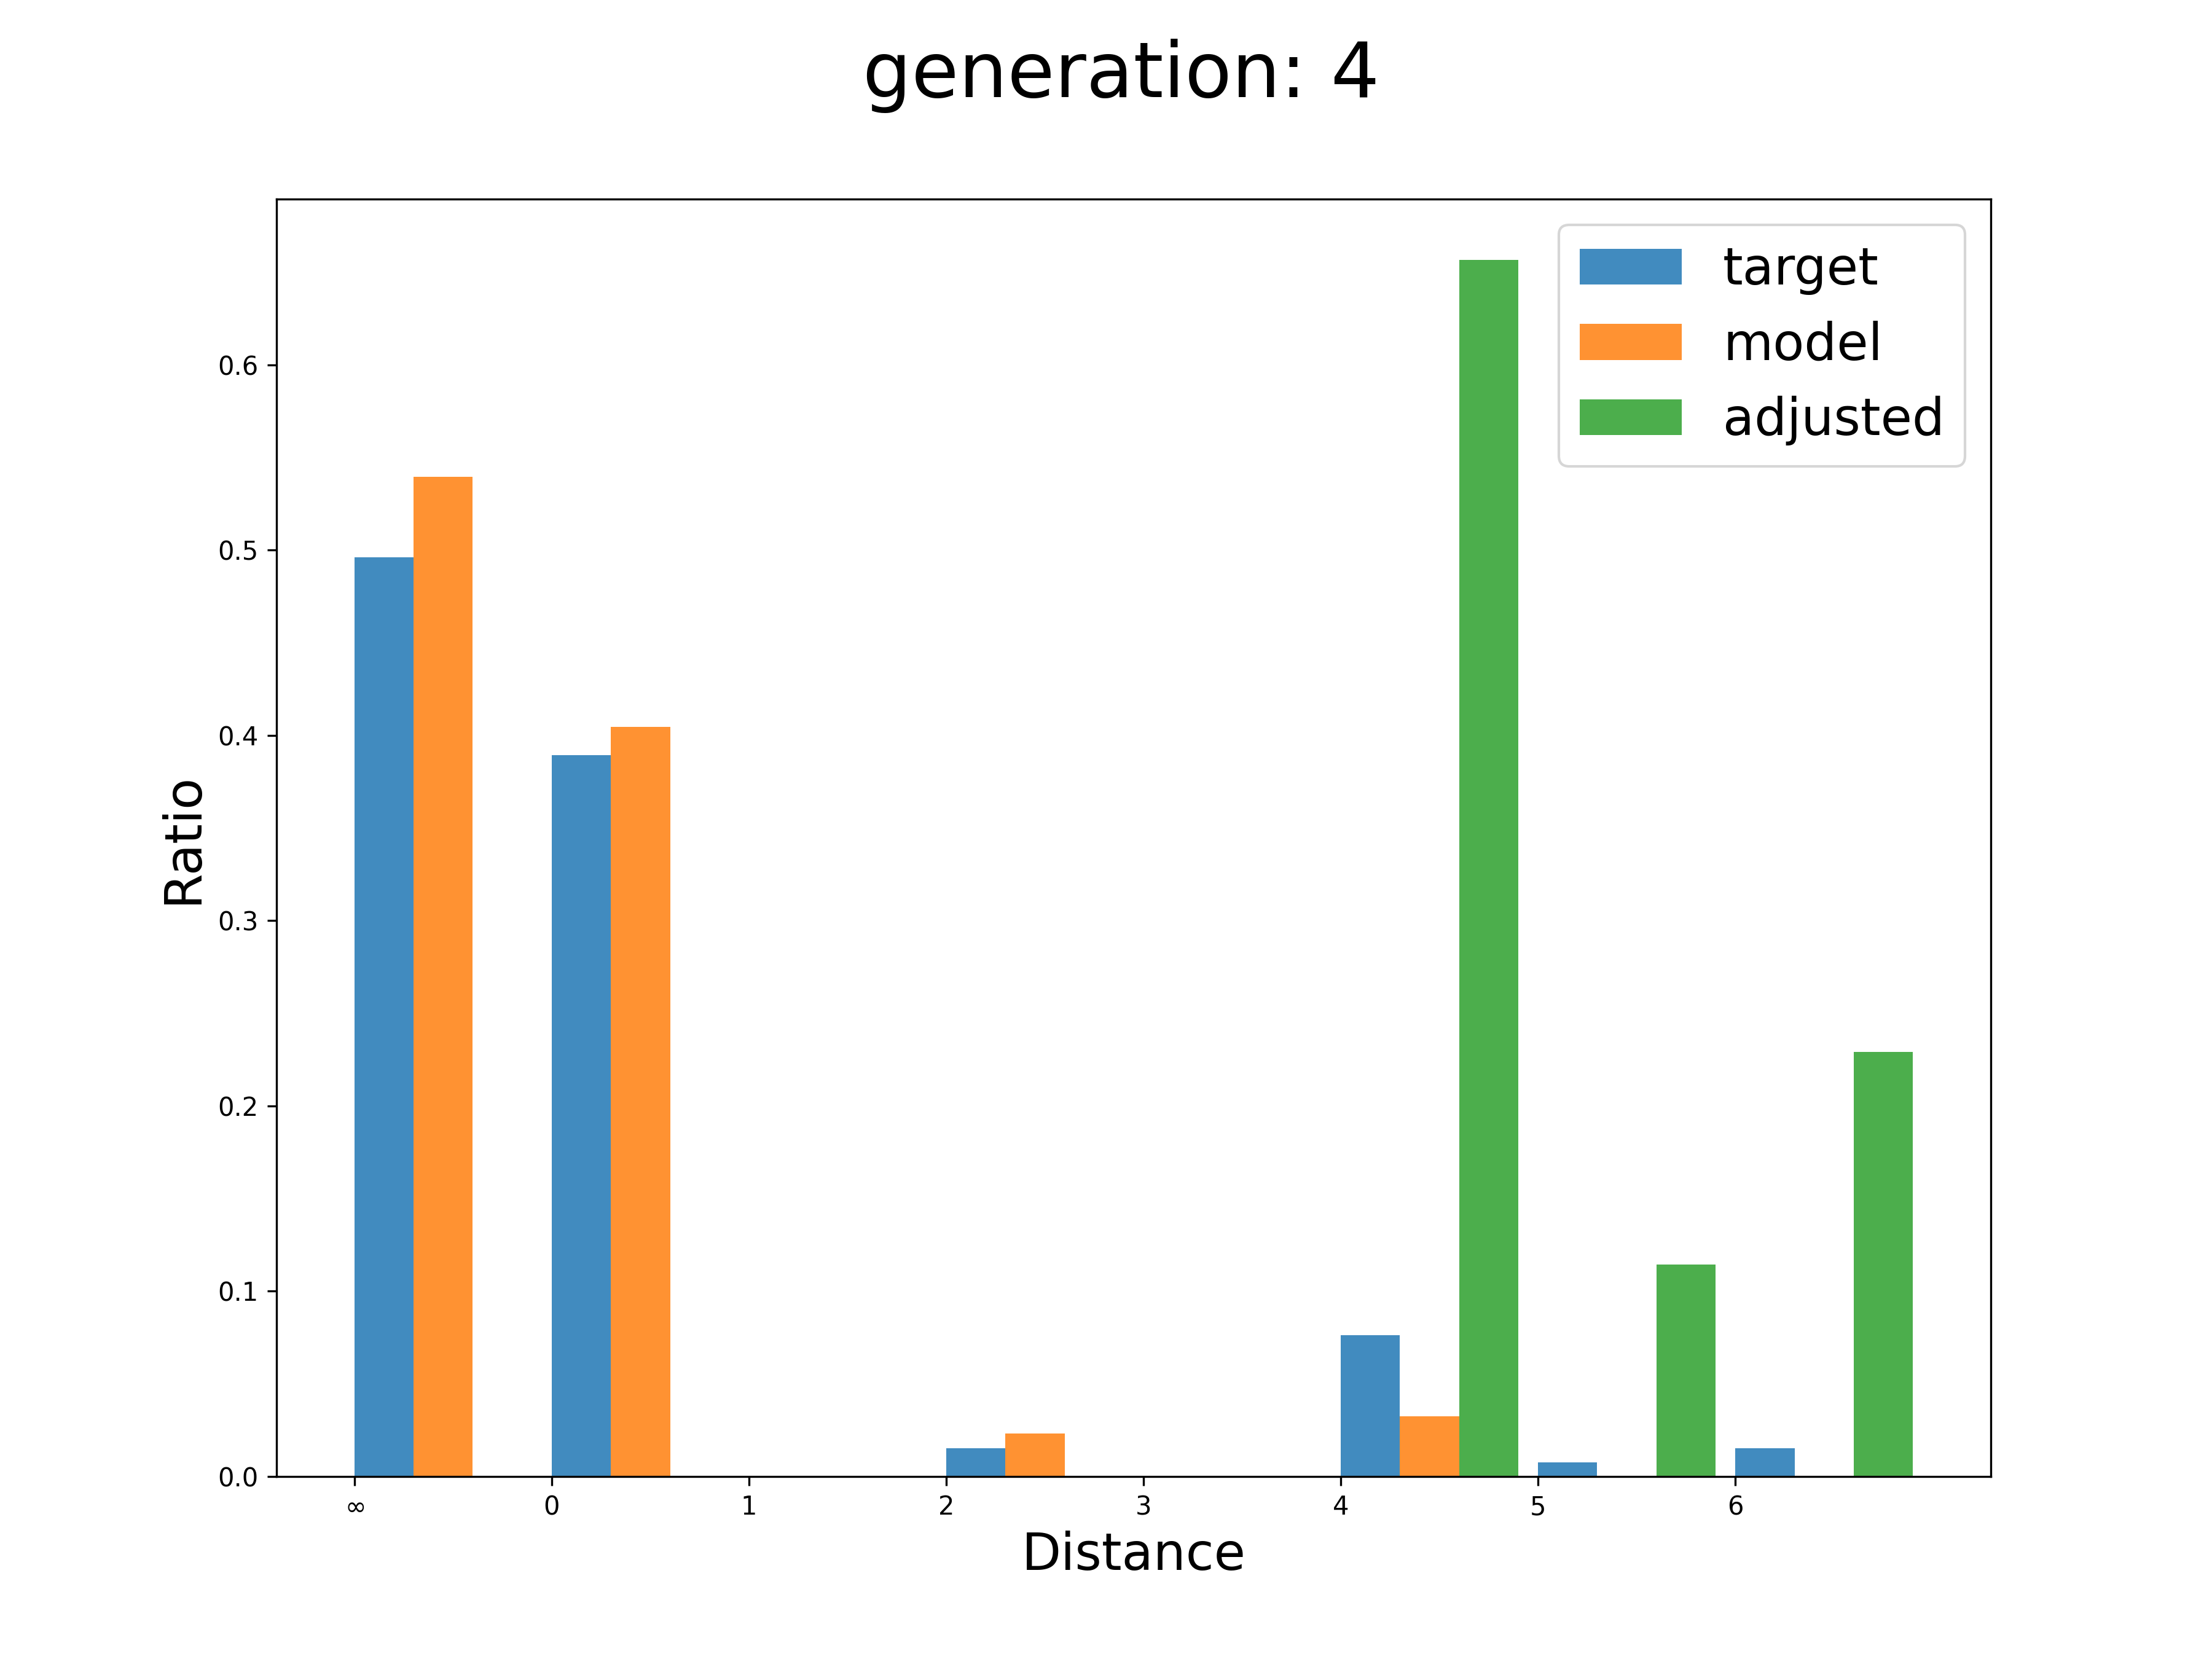 generation: 4
target
model
adjusted
Ratio
0.6
0.5
0.4
0.3
0.2
0.1
0.0
∞ 0 1 2 3 4 5 6
Distance